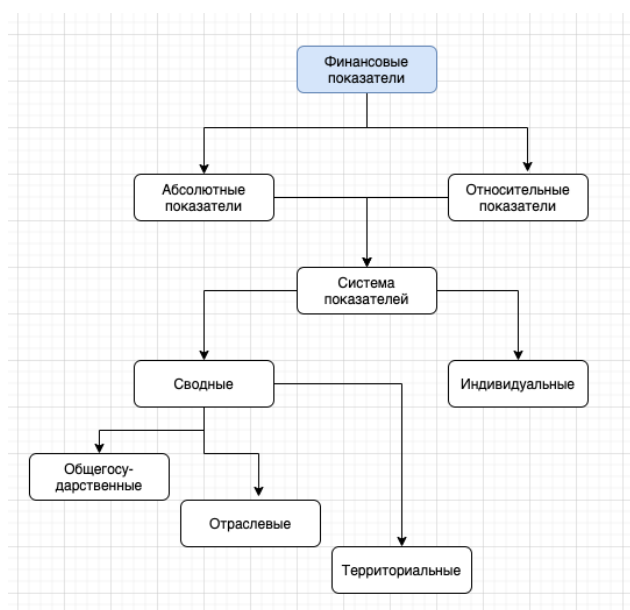 Финансовые
показатели
Абсолютные
показатели
Относительные
показатели
Система
показателей
Сводные
Индивидуальные
Общегосу-
дарственные
Отраслевые
Территориальные